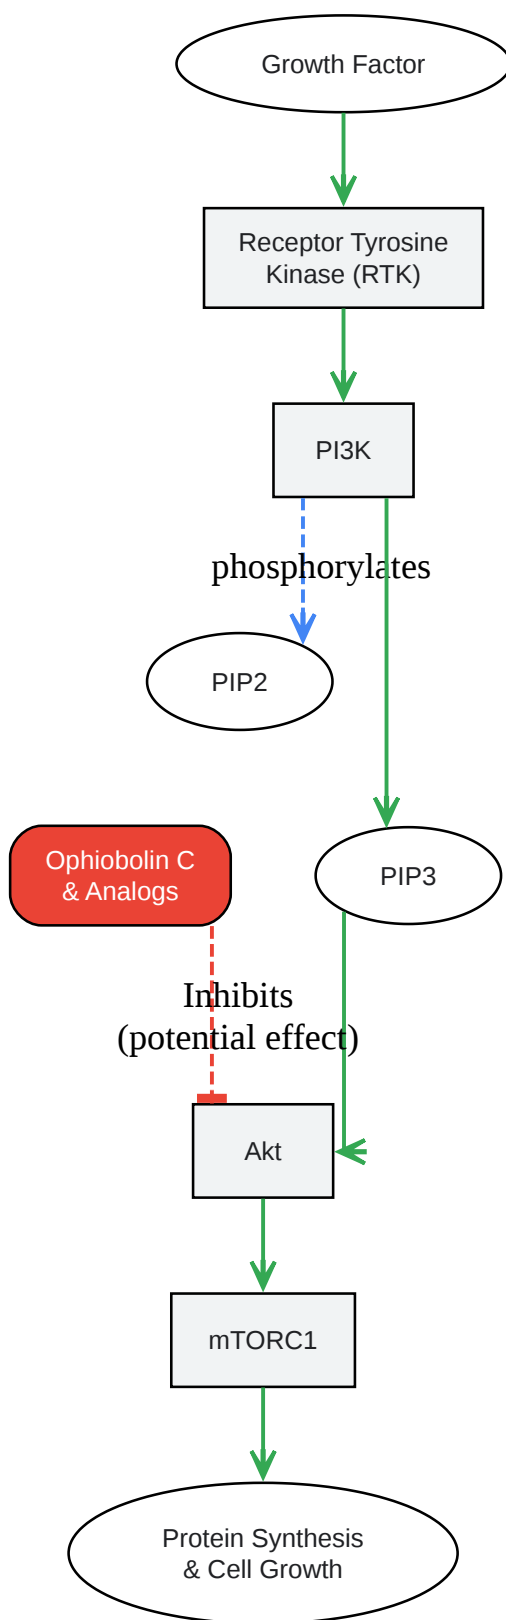 Growth Factor
Receptor Tyrosine
Kinase (RTK)
PI3K
phosphorylates
PIP2
Ophiobolin C
& Analogs
PIP3
Inhibits
(potential effect)
Akt
mTORC1
Protein Synthesis
& Cell Growth